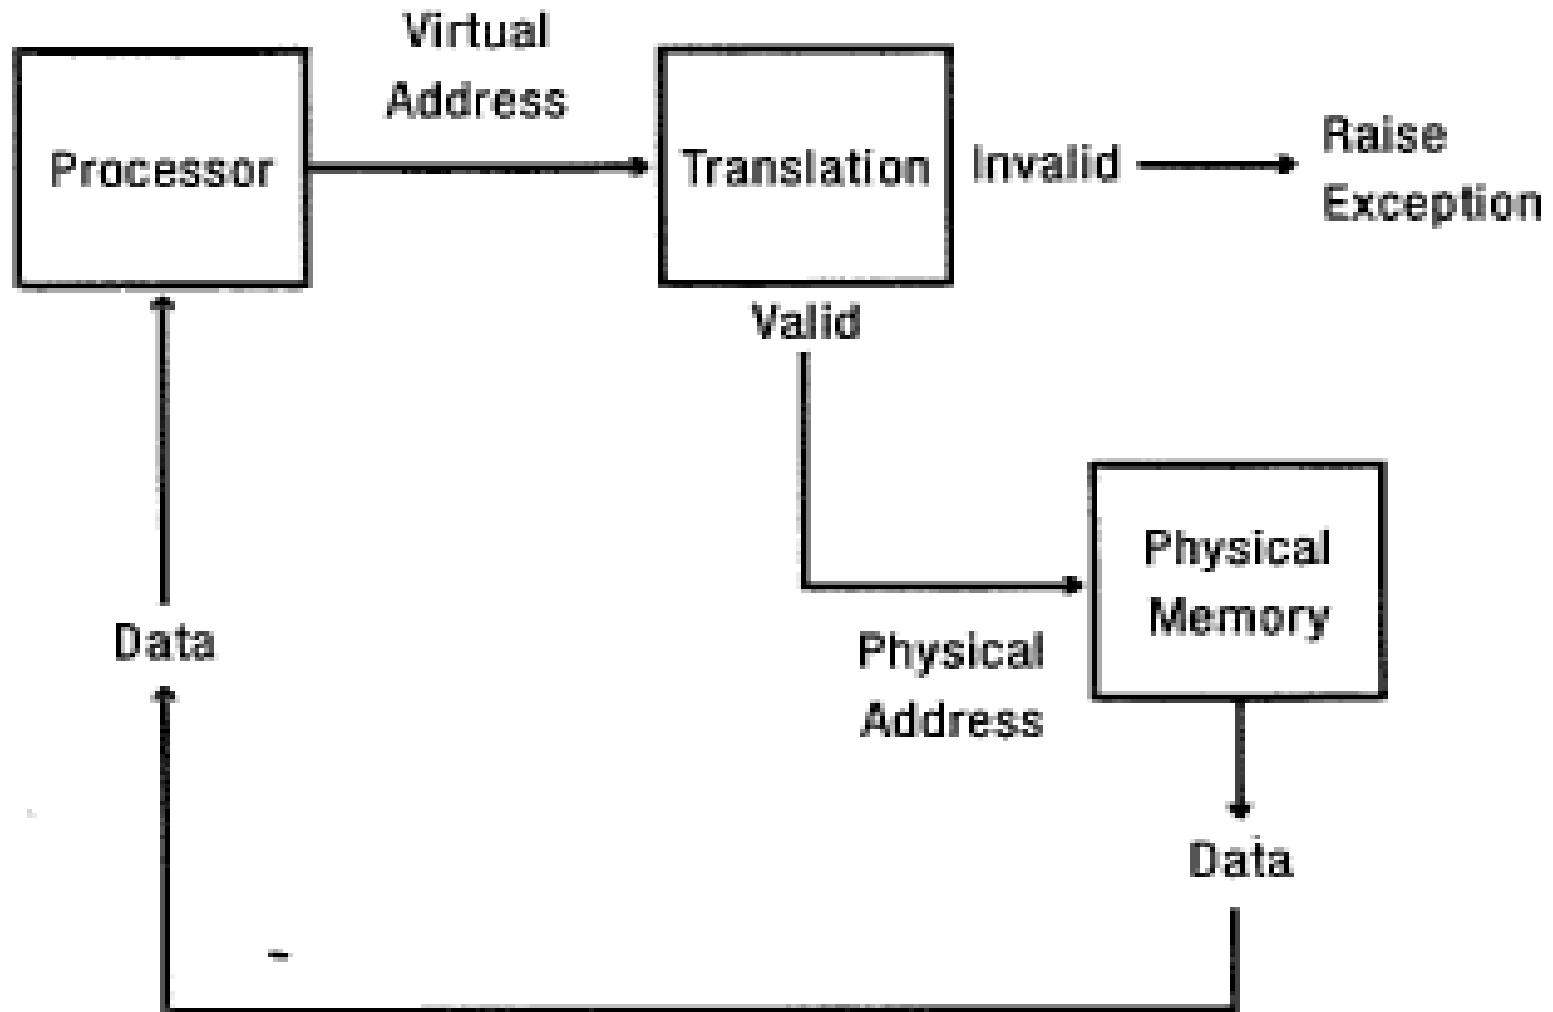 Virtual
Address
Processor
Translation
Invalid
Raise
Exception
Valid
Physical
Memory
Physical
Address
Data
Data